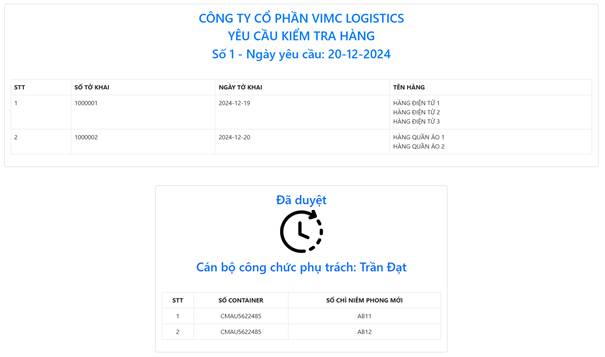 CÔNG TY CỔ PHẦN VIMC LOGISTICS
YÊU CẦU KIỂM TRA HÀNG
Số 1 - Ngày yêu cầu: 20-12-2024
STT SỐ TỜ KHAI NGÀY TỜ KHAI TÊN HÀNG
1 1000001 2024-12-19 HÀNG ĐIỆN TỬ 1
HÀNG ĐIỆN TỬ 2
HÀNG ĐIỆN TỬ 3
2 1000002 2024-12-20 HÀNG QUẦN ÁO 1
HÀNG QUẦN ÁO 2
Đã duyệt
Cán bộ công chức phụ trách: Trần Đạt
STT SỐ CONTAINER SỐ CHÌ NIÊM PHONG MỚI
1 CMAU5622485 AB11
2 CMAU5622485 AB12